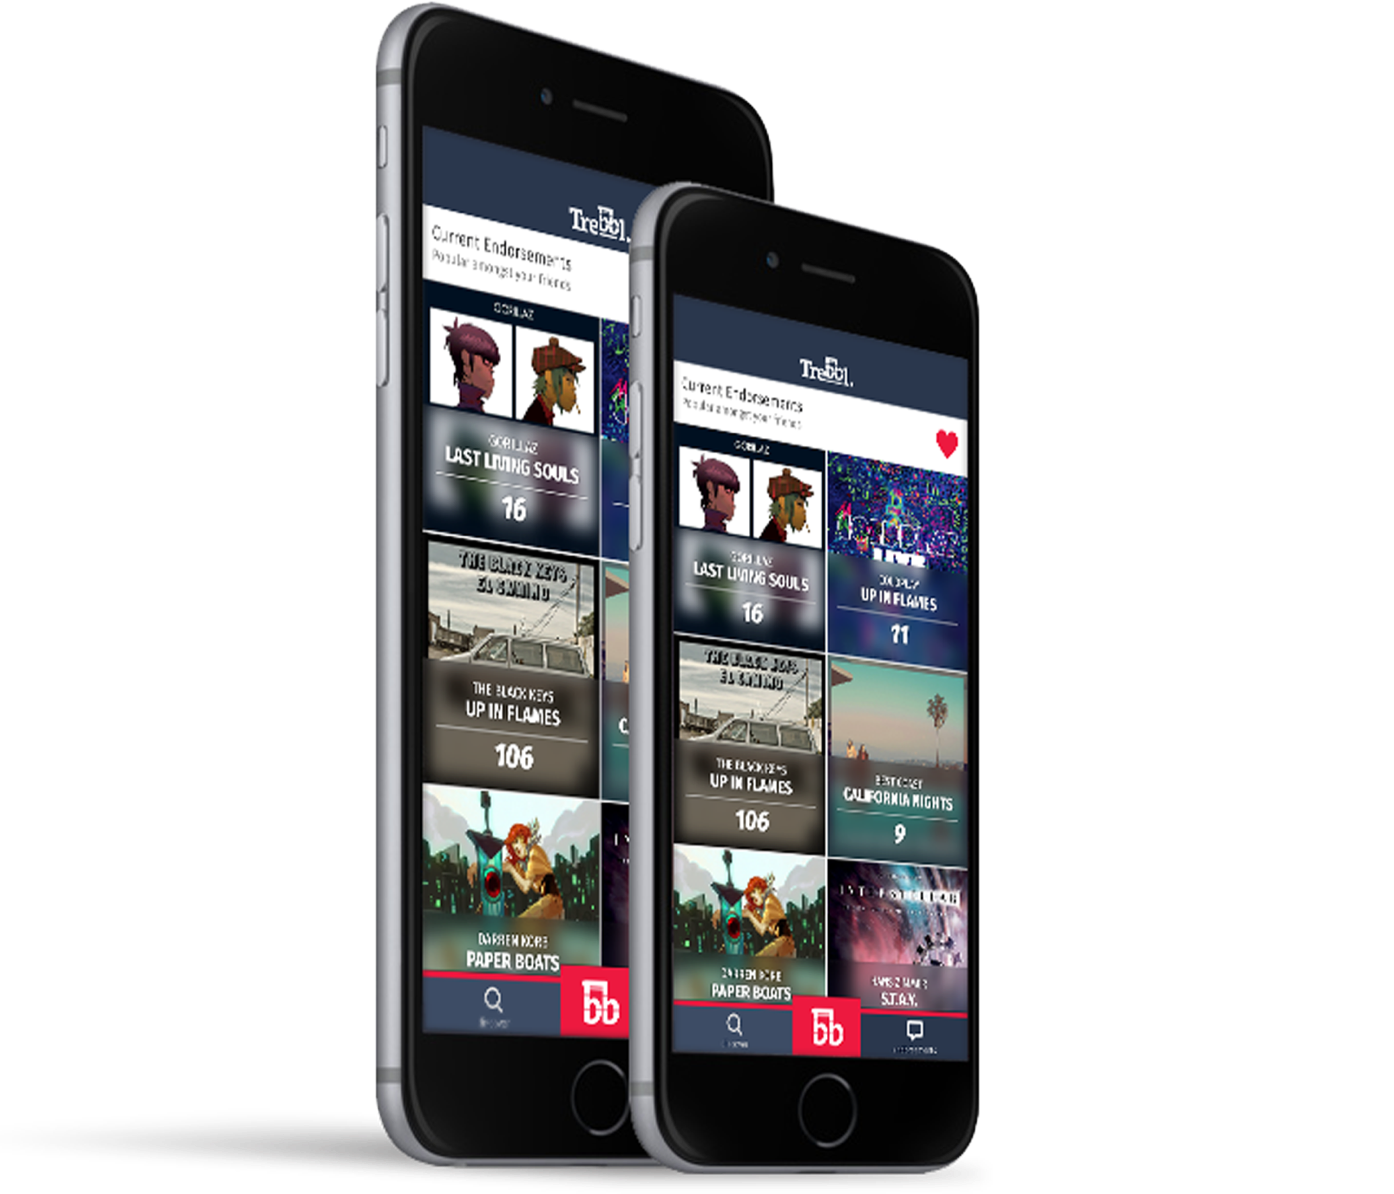 Trebbl.
Current Endorsements
Popular amongst your friends
GORILLAZ
GORILLAZ
LAST LIVING SOULS
16
THE BLACK KEYS
EL CAMINO
THE BLACK KEYS
UP IN FLAMES
106
DARREN KORB
PAPER BOATS
bb
Trebbl.
Current Endorsements
Popular amongst your friends
GORILLAZ
GORILLAZ
LAST LIVING SOULS
16
COLDPLAY
UP IN FLAMES
11
THE BLACK KEYS
EL CAMINO
THE BLACK KEYS
UP IN FLAMES
106
BEST COAST
CALIFORNIA NIGHTS
9
DARREN KORB
PAPER BOATS
INTERSTELLAR
HANS ZIMMER
S.T.A.Y.
Discover
bb